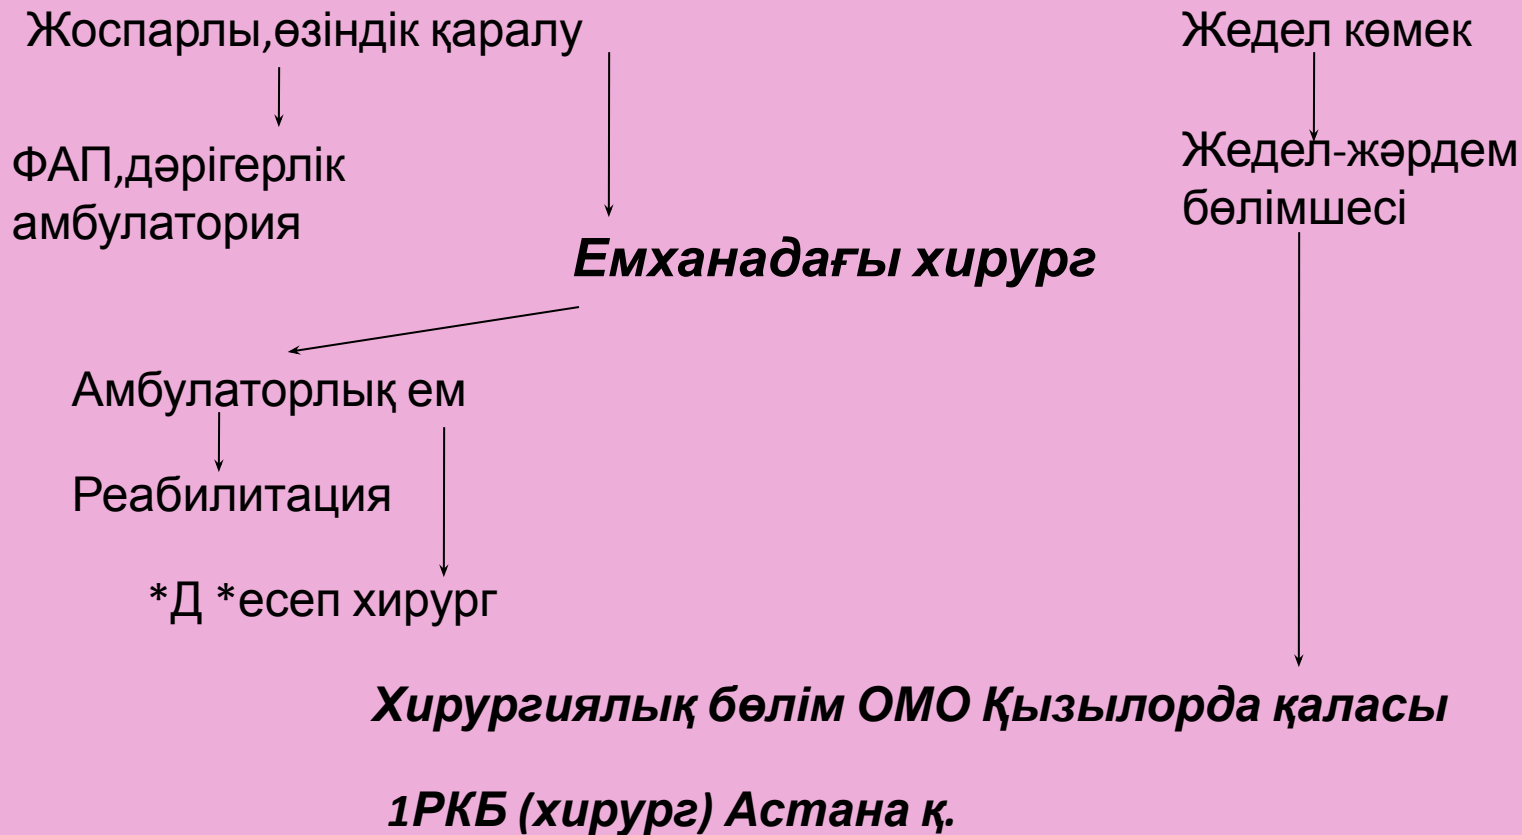 Жоспарлы,өзіндік қаралу
Жедел көмек
ФАП,дәрігерлік
амбулатория
Жедел-жәрдем
бөлімшесі
Емханадағы хирург
Амбулаторлық ем
Реабилитация
*Д *есеп хирург
Хирургиялық бөлім ОМО Қызылорда қаласы
1РКБ (хирург) Астана қ.